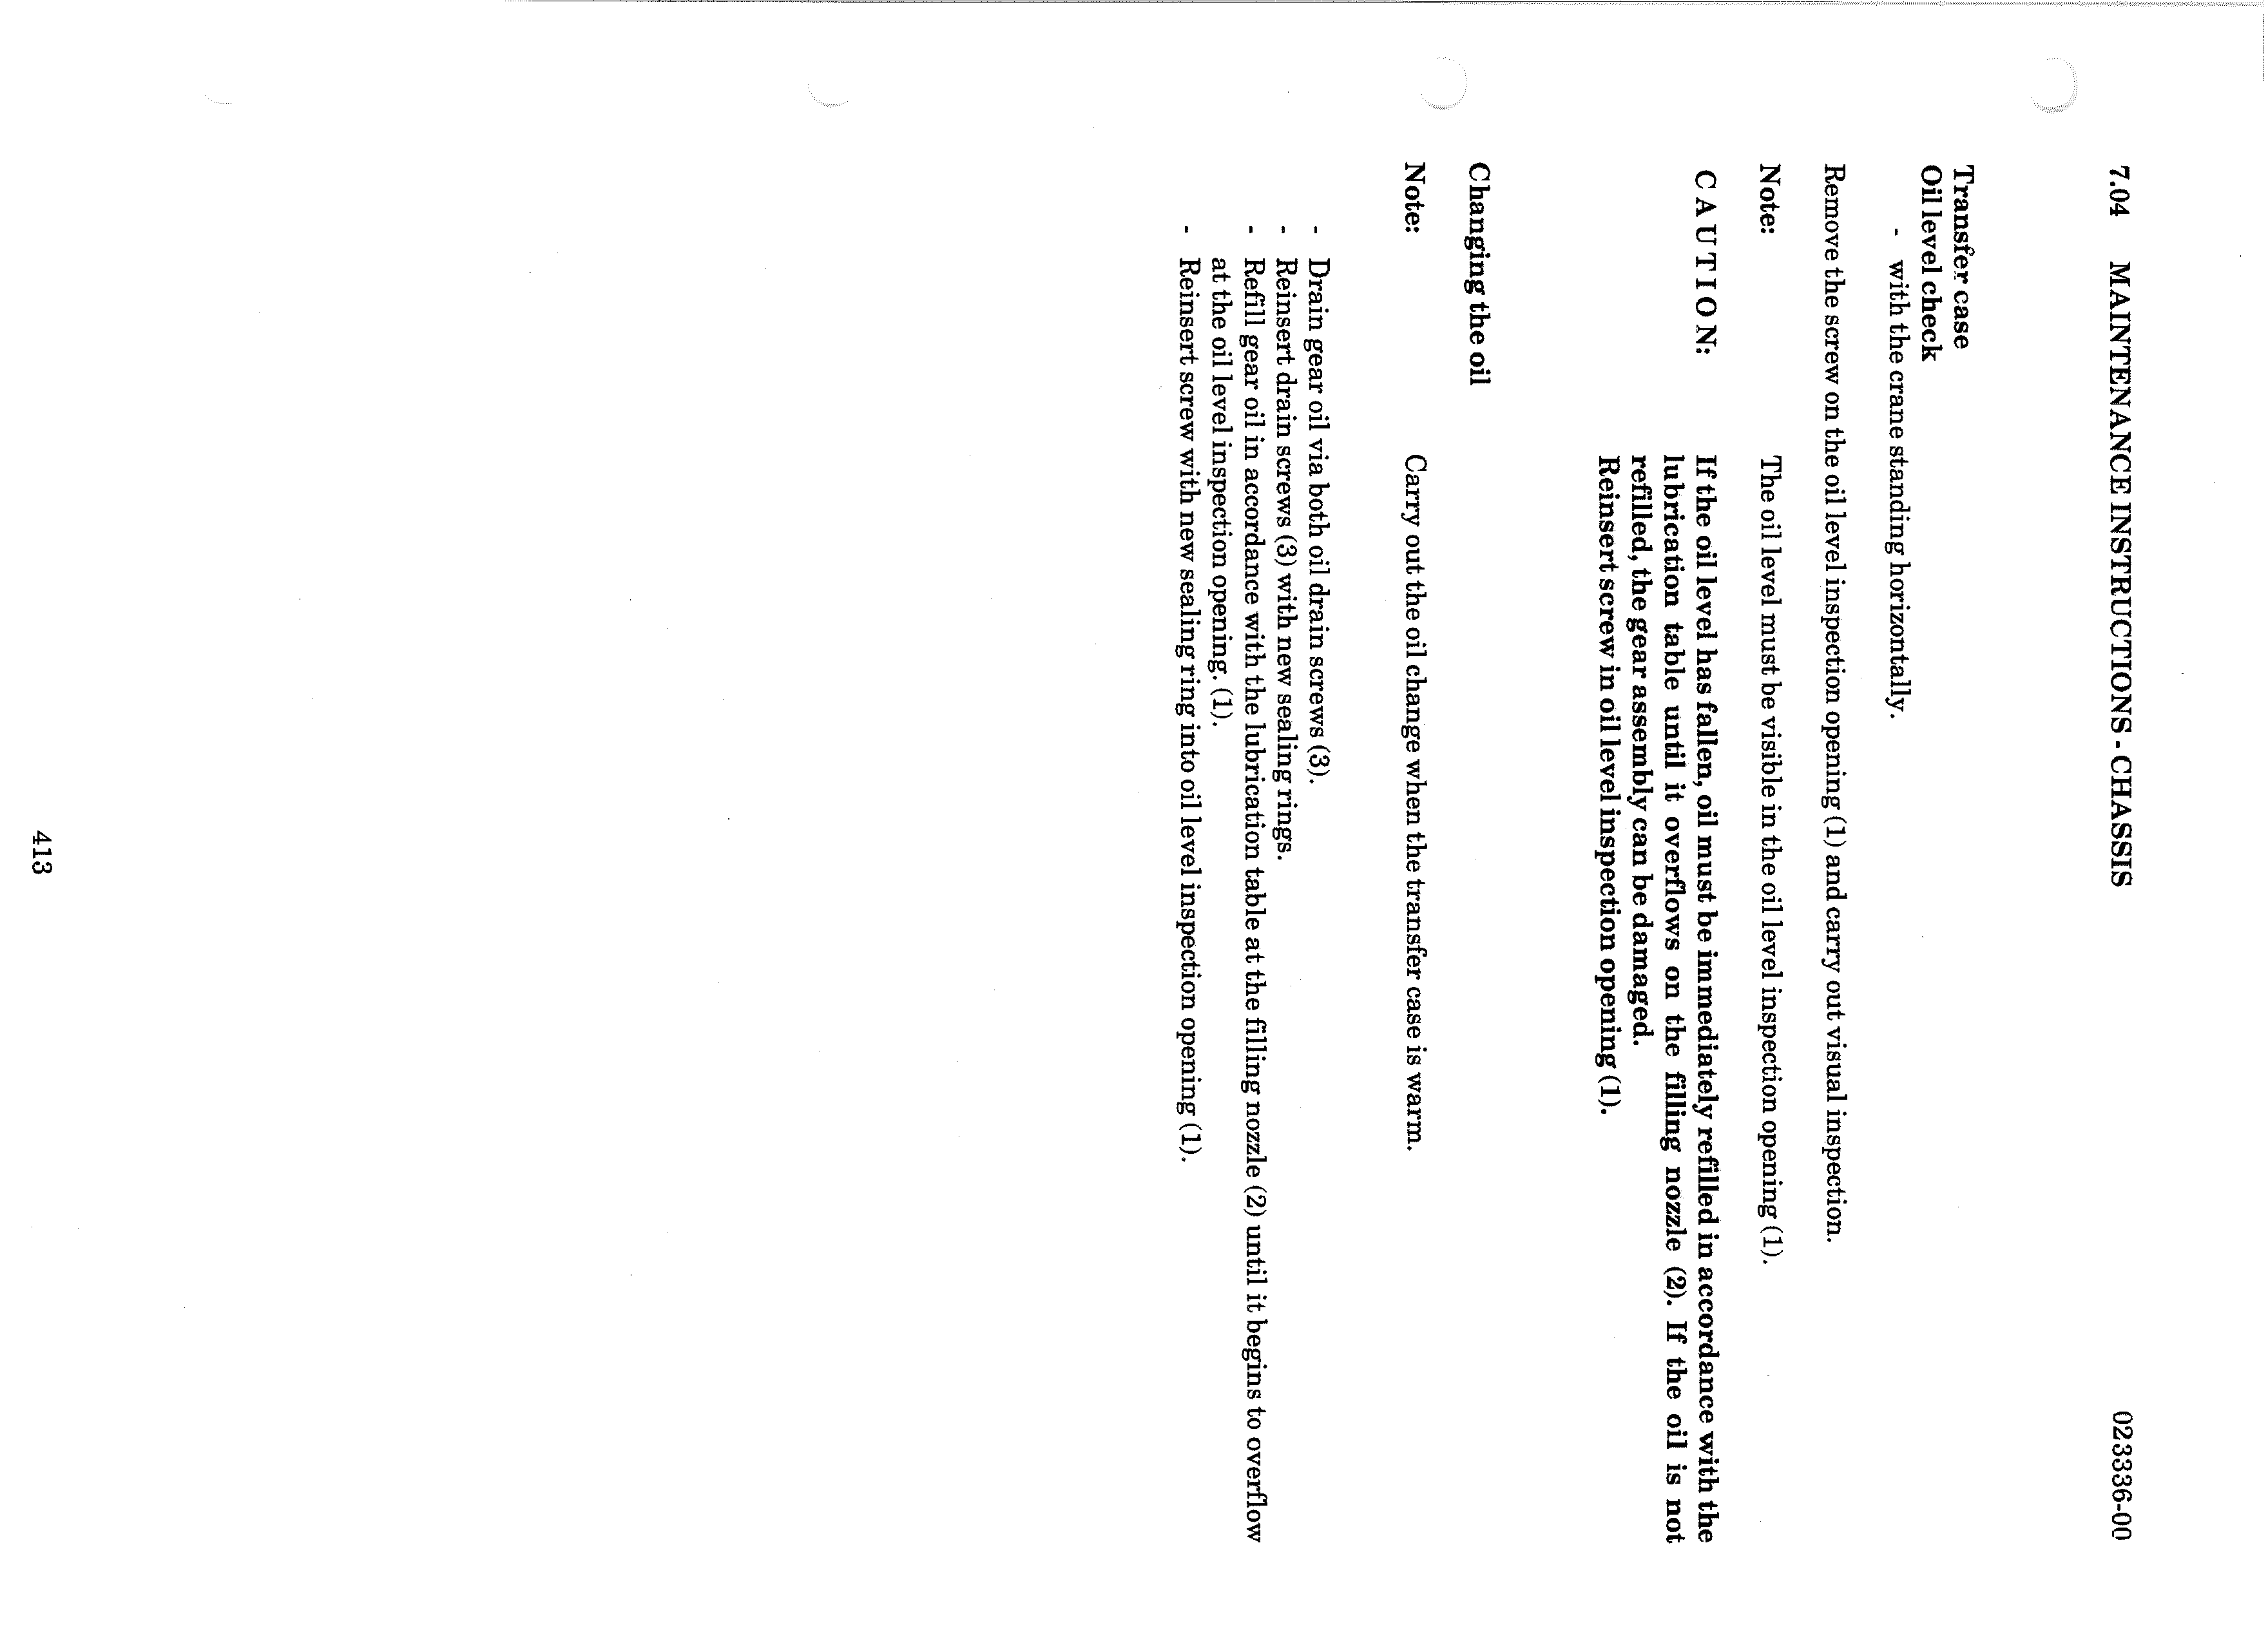 7.04 MAINTENANCE INSTRUCTIONS - CHASSIS 023336-00
Transfer case
Oil level check
- with the crane standing horizontally.
Remove the screw on the oil level inspection opening (1) and carry out visual inspection.
Note: The oil level must be visible in the oil level inspection opening (1).
C A U T I O N: If the oil level has fallen, oil must be immediately refilled in accordance with the
lubrication table until it overflows on the filling nozzle (2). If the oil is not
refilled, the gear assembly can be damaged.
Reinsert screw in oil level inspection opening (1).
Changing the oil
Note: Carry out the oil change when the transfer case is warm.
- Drain gear oil via both oil drain screws (3).
- Reinsert drain screws (3) with new sealing rings.
- Refill gear oil in accordance with the lubrication table at the filling nozzle (2) until it begins to overflow
at the oil level inspection opening. (1).
- Reinsert screw with new sealing ring into oil level inspection opening (1).
413